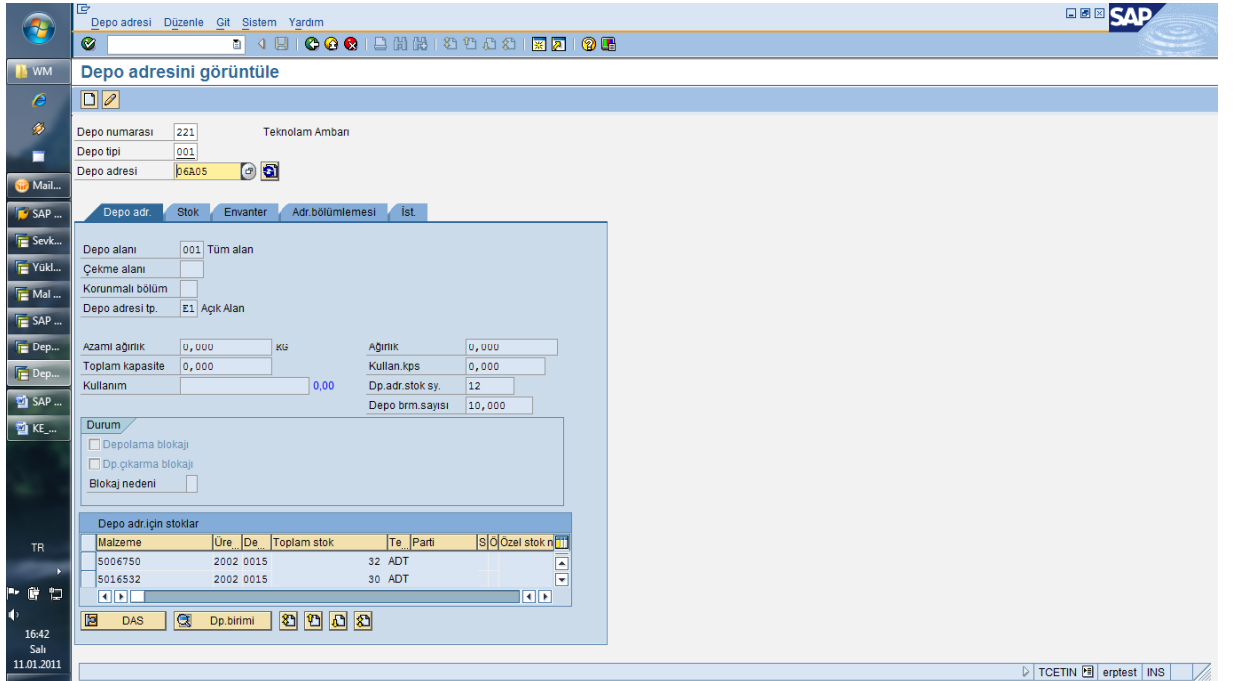 Depo adresi Düzenle Git Sistem Yardım
SAP
WM
Depo adresini görüntüle
Depo numarası 221 Teknolam Ambarı
Depo tipi 001
Depo adresi 06A05
Mail...
SAP ...
Sevk...
Yükl...
Mal ...
SAP ...
Dep...
Dep...
SAP ...
KE_...
TR
16:42
Salı
11.01.2011
Depo adr. Stok Envanter Adr.bölümlemesi İst.
Depo alanı 001 Tüm alan
Çekme alanı
Korunmalı bölüm
Depo adresi tp. E1 Açık Alan
Azami ağırlık 0,000 KG Ağırlık 0,000
Toplam kapasite 0,000 Kullan.kps 0,000
Kullanım 0,00 Dp.adr.stok sy. 12
Depo brm.sayısı 10,000
Durum
Depolama blokajı
Dp.çıkarma blokajı
Blokaj nedeni
Depo adr.için stoklar
Malzeme Üre... De... Toplam stok Te... Parti S Ö Özel stok n
5006750 2002 0015 32 ADT
5016532 2002 0015 30 ADT
DAS Dp.birimi
TCETIN erptest INS